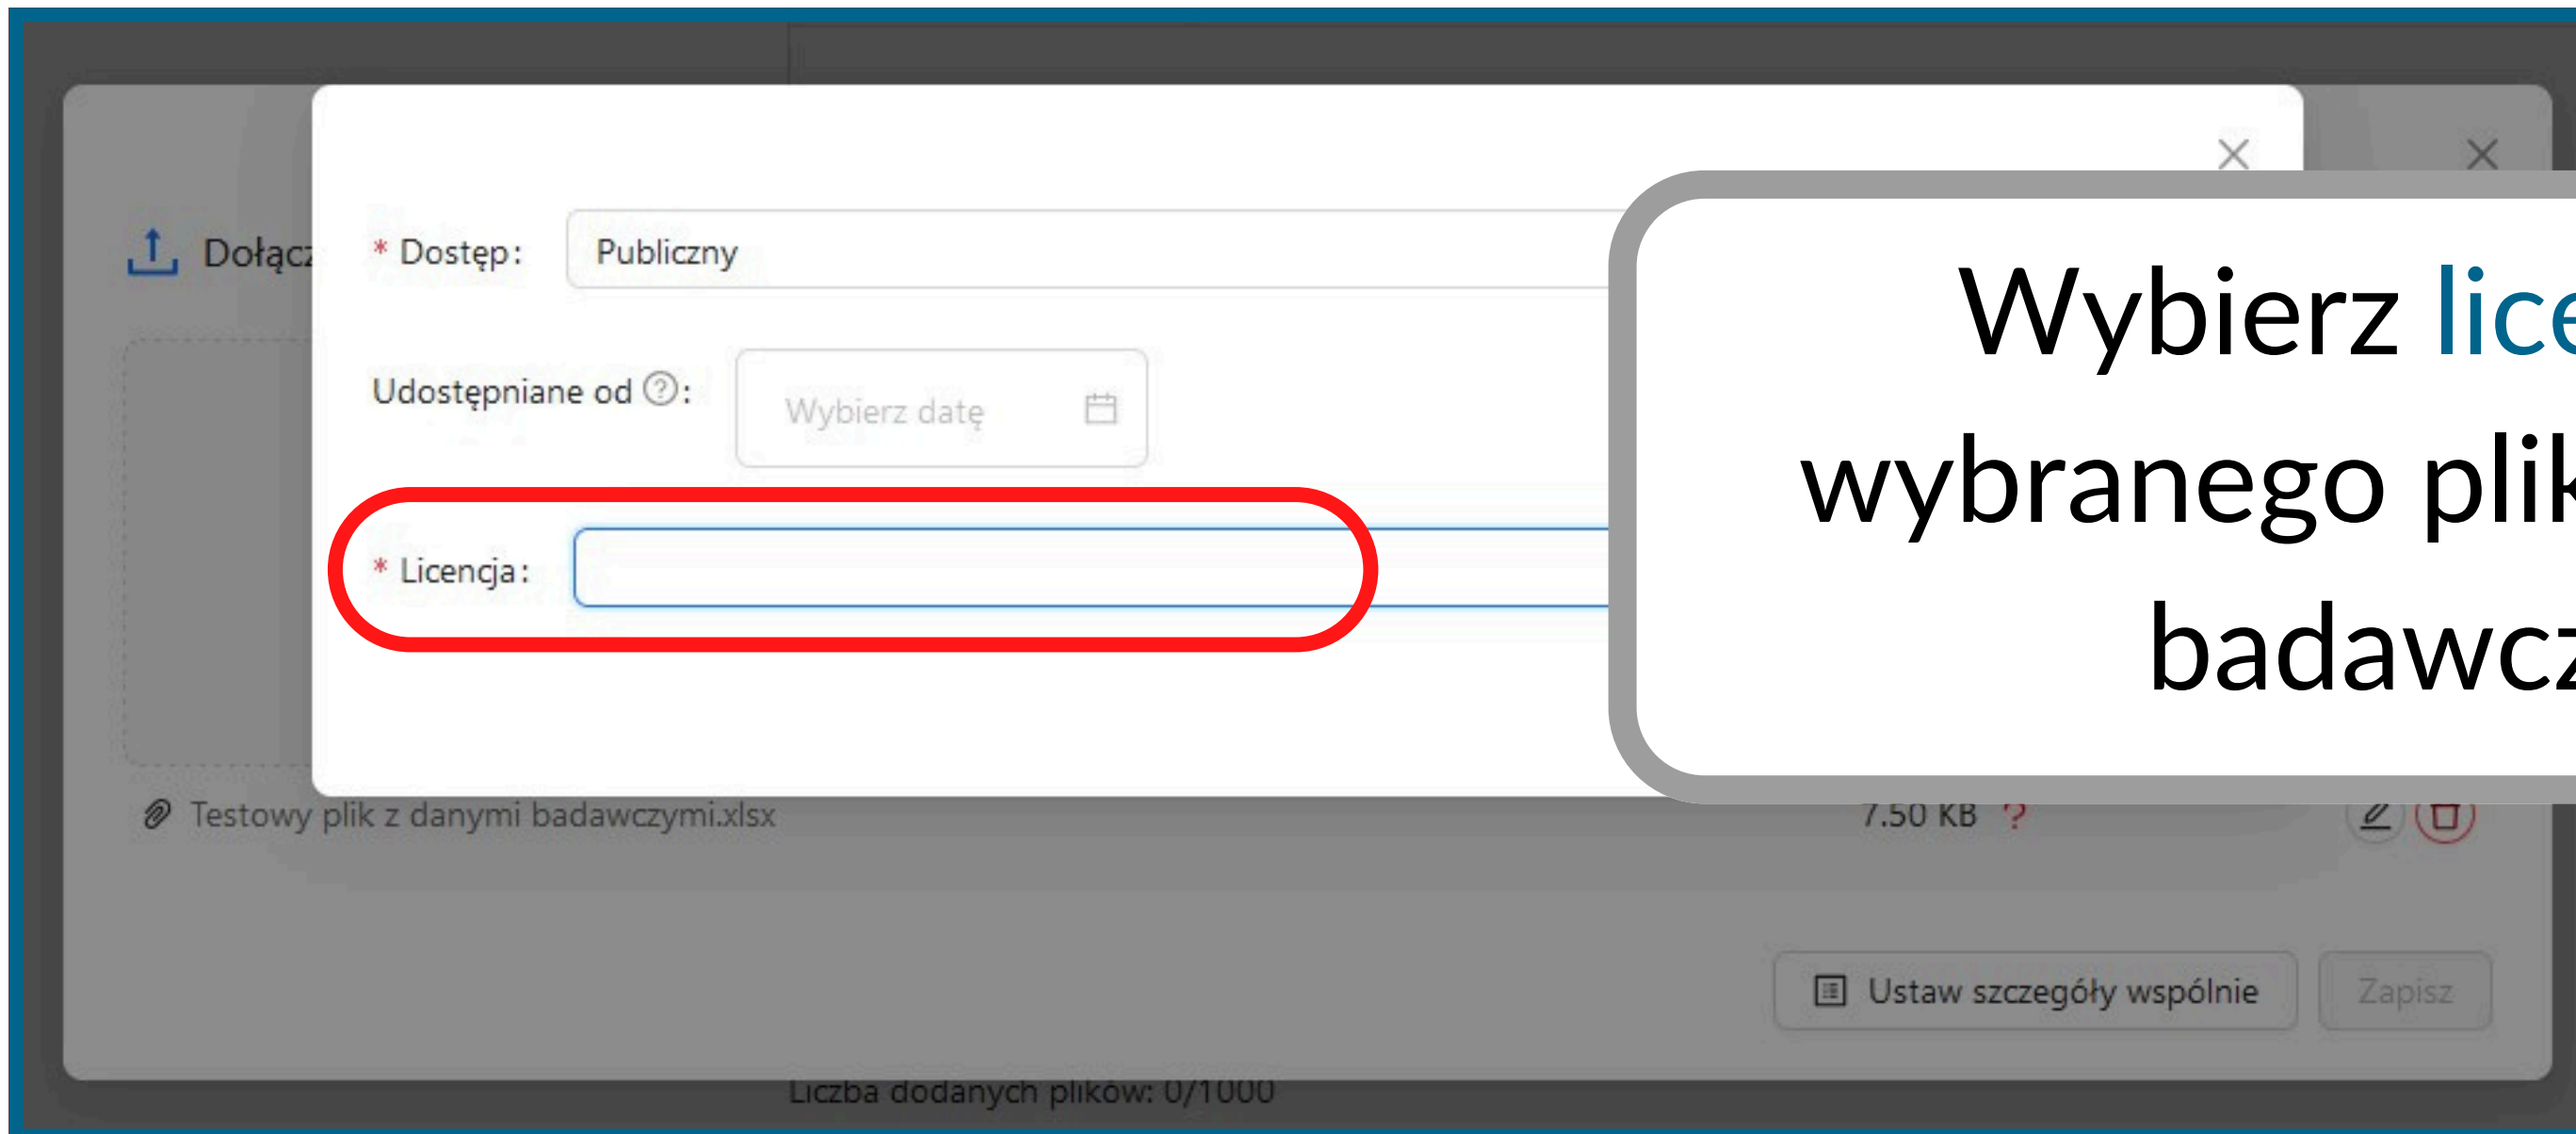 Dołącz
* Dostęp:
Publiczny
Udostępniane od ?:
Wybierz datę
* Licencja:
Wybierz
wybranego
Testowy plik z danymi badawczymi.xlsx
7.50 KB ?
Ustaw szczegóły wspólnie
Zapisz
Liczba dodanych plików: 0/1000